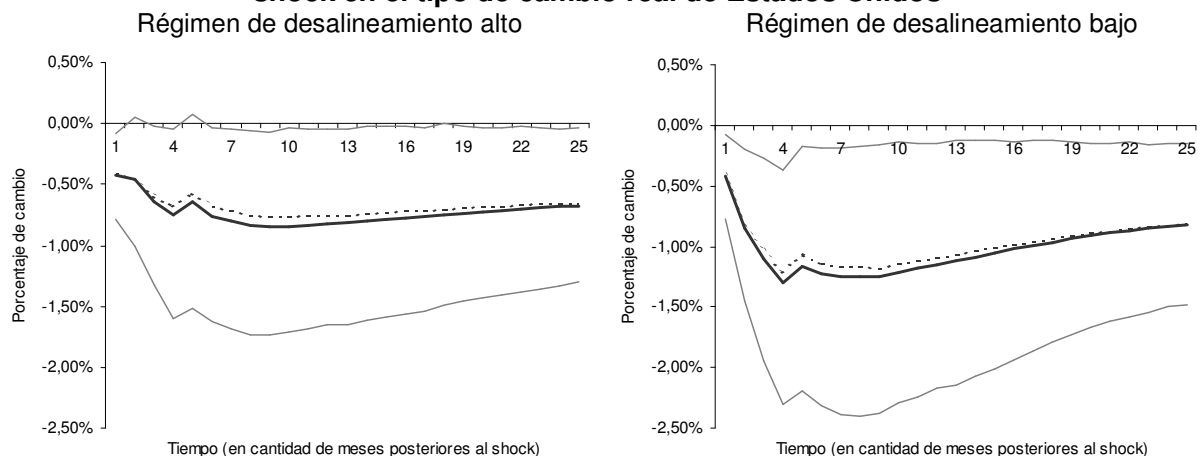 shock en el tipo de cambio real de Estados Unidos
Régimen de desalineamiento alto
0,50%
0,00%
-0,50%
-1,00%
-1,50%
-2,00%
-2,50%
1 4 7 10 13 16 19 22 25
Porcentaje de cambio
Tiempo (en cantidad de meses posteriores al shock)
Régimen de desalineamiento bajo
0,50%
0,00%
-0,50%
-1,00%
-1,50%
-2,00%
-2,50%
1 4 7 10 13 16 19 22 25
Porcentaje de cambio
Tiempo (en cantidad de meses posteriores al shock)